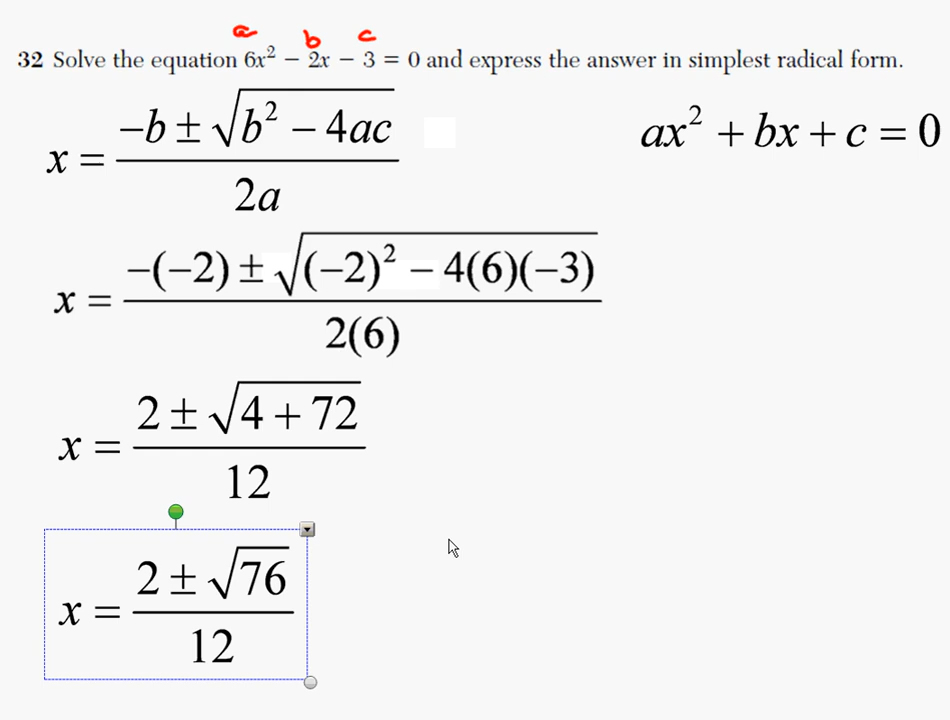 a b c
32 Solve the equation 6x² − 2x − 3 = 0 and express the answer in simplest radical form.
x = (−b ± √(b² − 4ac)) / (2a)
ax² + bx + c = 0
x = (−(−2) ± √((−2)² − 4(6)(−3))) / (2(6))
x = (2 ± √(4 + 72)) / 12
x = (2 ± √76) / 12